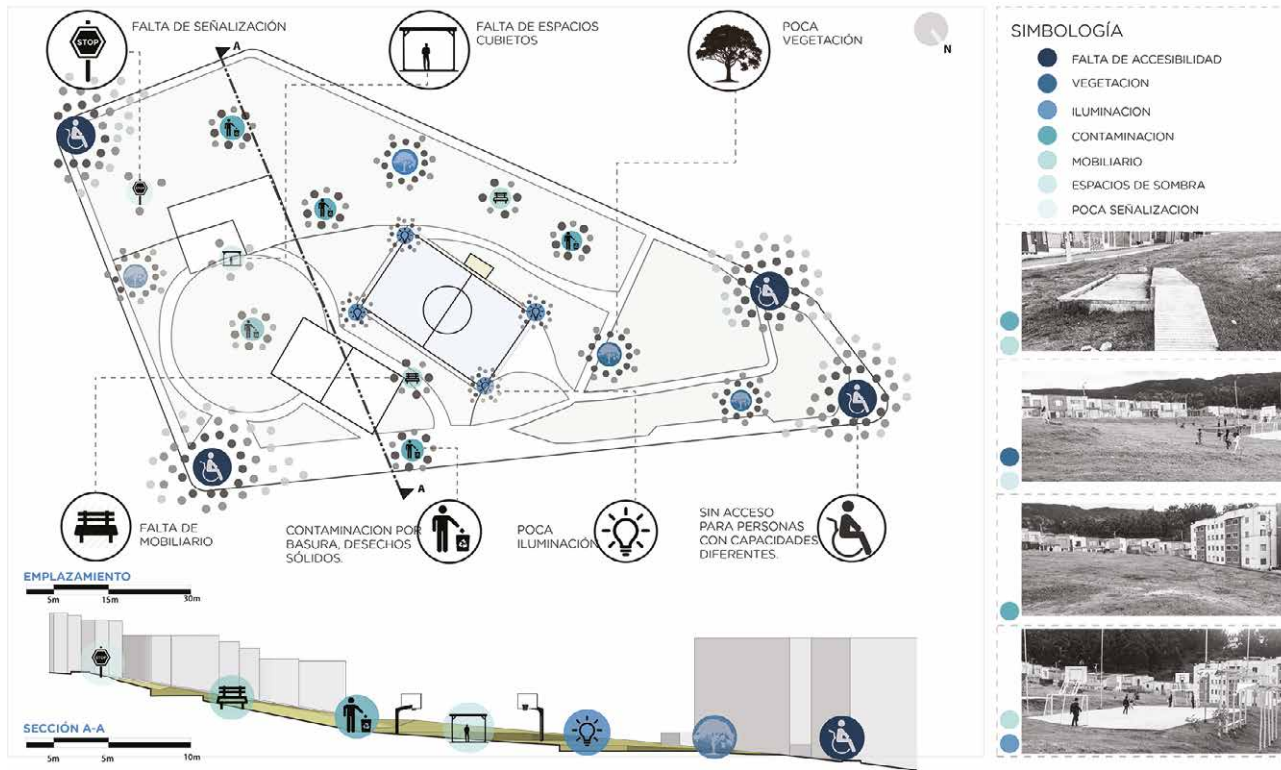 FALTA DE SEÑALIZACIÓN
FALTA DE ESPACIOS
CUBIETOS
POCA
VEGETACIÓN
STOP
A
N
STOP
A
FALTA DE
MOBILIARIO
CONTAMINACION POR
BASURA, DESECHOS
SÓLIDOS.
POCA
ILUMINACIÓN
SIN ACCESO
PARA PERSONAS
CON CAPACIDADES
DIFERENTES.
EMPLAZAMIENTO
5m 15m 30m
STOP
SECCIÓN A-A
5m 5m 10m
SIMBOLOGÍA
FALTA DE ACCESIBILIDAD
VEGETACION
ILUMINACION
CONTAMINACION
MOBILIARIO
ESPACIOS DE SOMBRA
POCA SEÑALIZACION